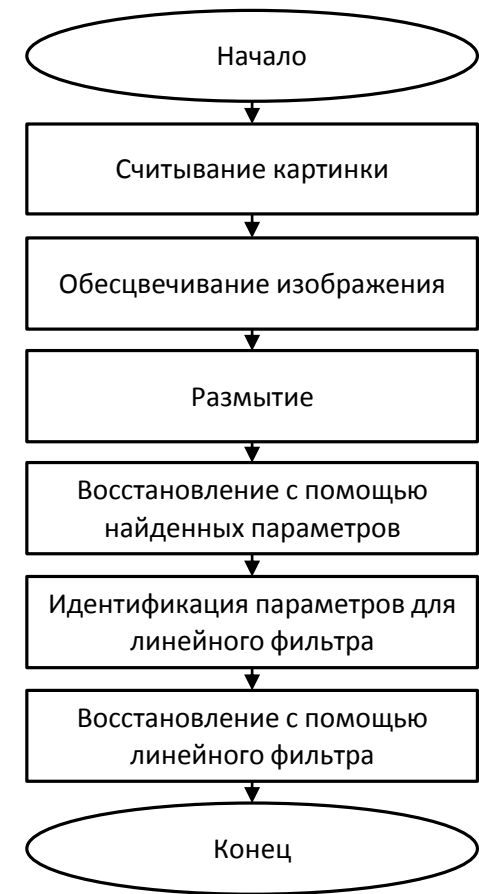 Начало
Считывание картинки
Обесцвечивание изображения
Размытие
Восстановление с помощью
найденных параметров
Идентификация параметров для
линейного фильтра
Восстановление с помощью
линейного фильтра
Конец